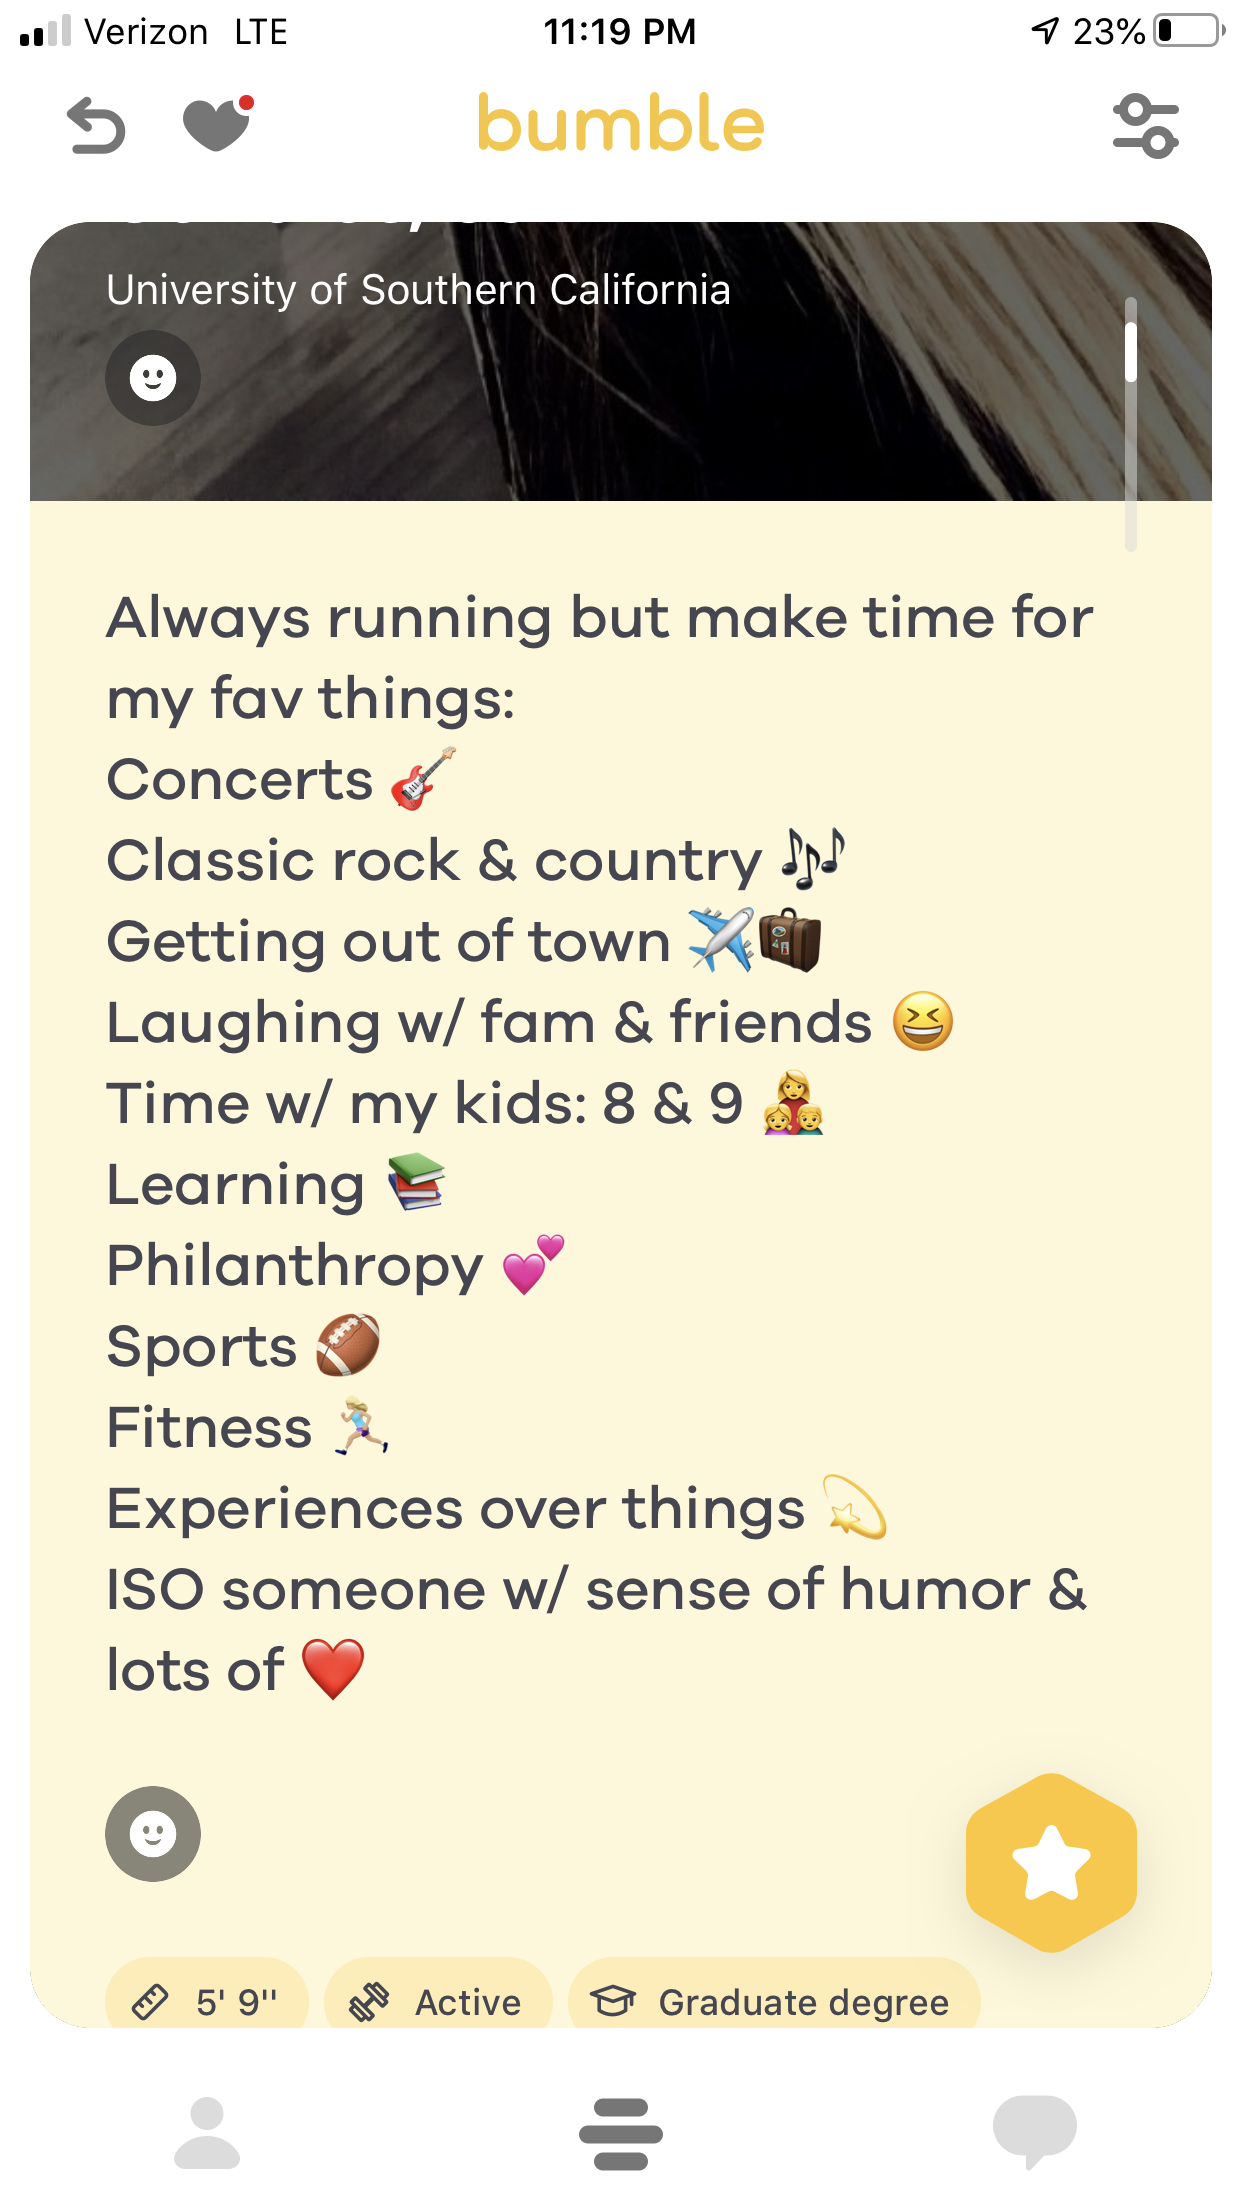 Verizon LTE 11:19 PM 23%
bumble
University of Southern California
Always running but make time for
my fav things:
Concerts 🎸
Classic rock & country 🎶
Getting out of town ✈️🧳
Laughing w/ fam & friends 😆
Time w/ my kids: 8 & 9 👩‍👧‍👦
Learning 📚
Philanthropy 💕
Sports 🏈
Fitness 🏃🏼‍♀️
Experiences over things 💫
ISO someone w/ sense of humor &
lots of ❤️
5' 9"
Active
Graduate degree